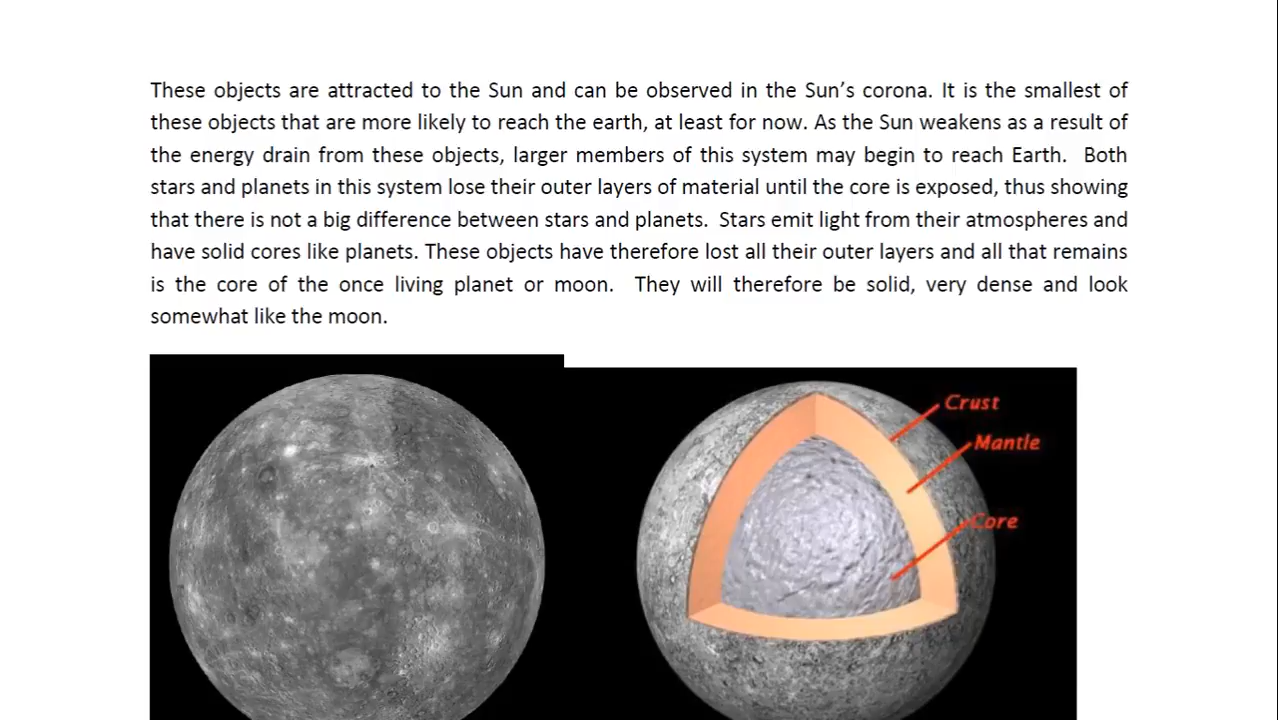 These objects are attracted to the Sun and can be observed in the Sun’s corona. It is the smallest of
these objects that are more likely to reach the earth, at least for now. As the Sun weakens as a result of
the energy drain from these objects, larger members of this system may begin to reach Earth.  Both
stars and planets in this system lose their outer layers of material until the core is exposed, thus showing
that there is not a big difference between stars and planets.  Stars emit light from their atmospheres and
have solid cores like planets. These objects have therefore lost all their outer layers and all that remains
is the core of the once living planet or moon.  They will therefore be solid, very dense and look
somewhat like the moon.
Crust
Mantle
Core